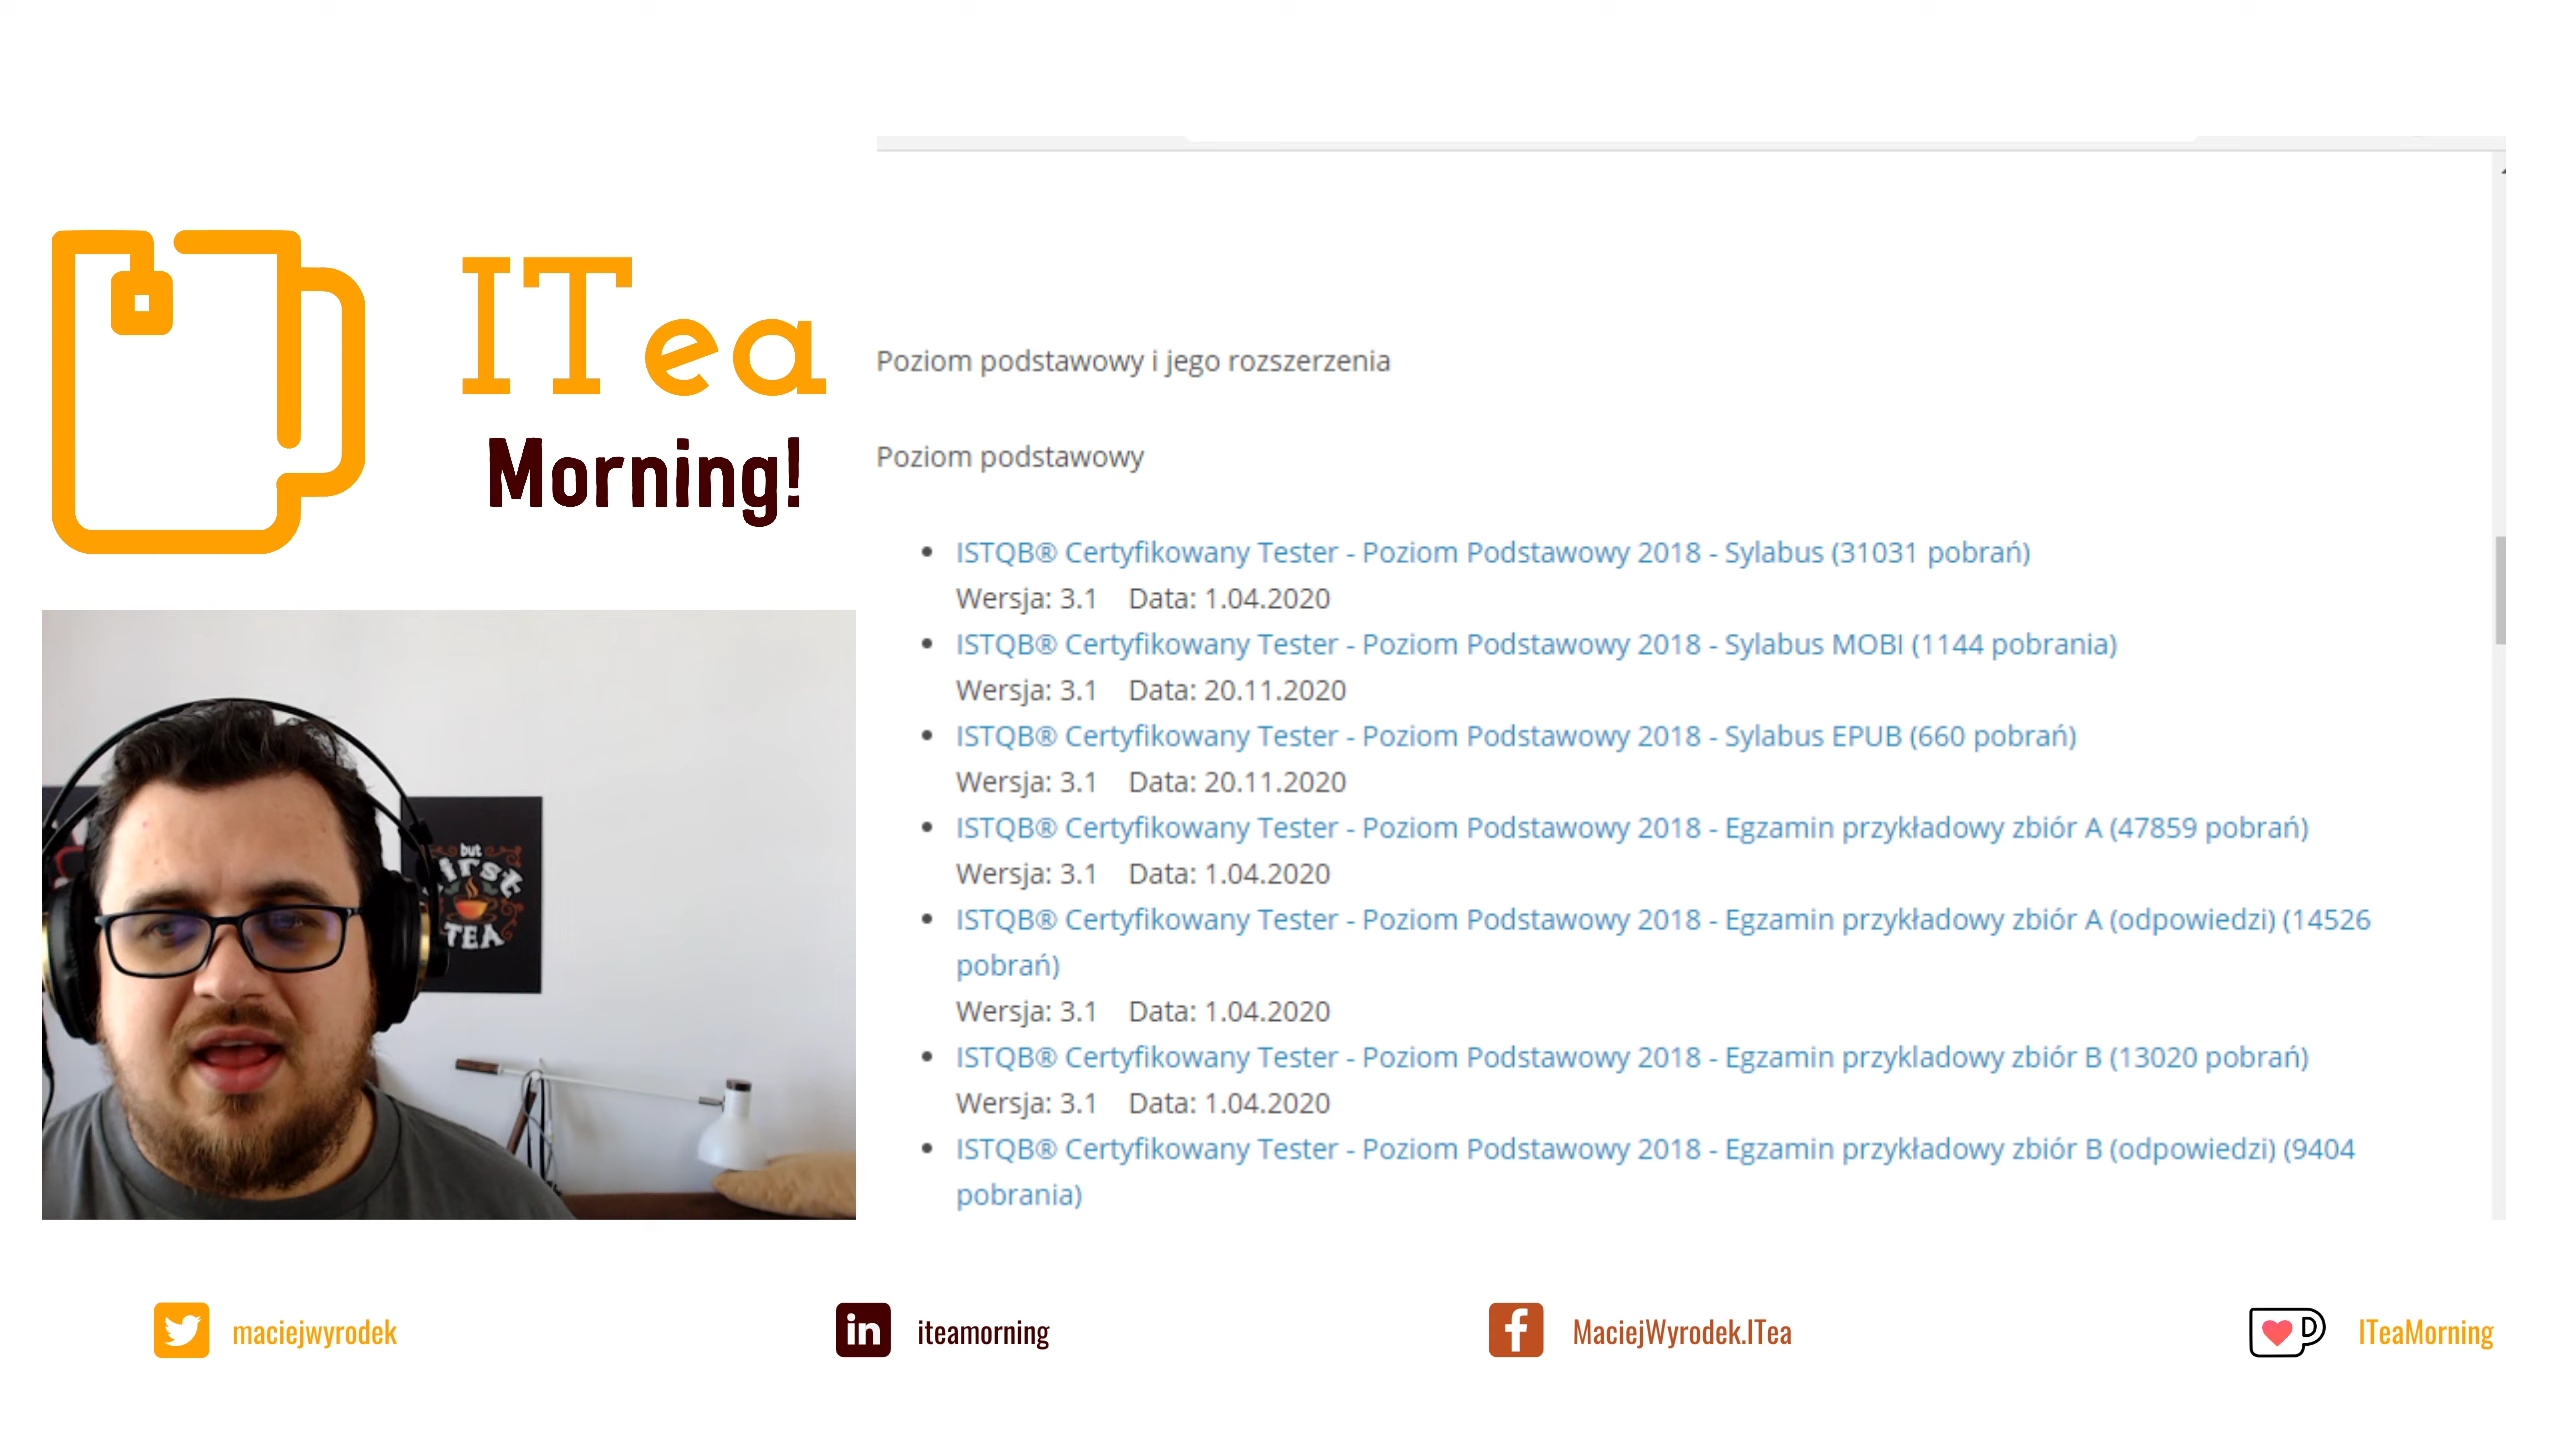 ITea
Morning!
Poziom podstawowy i jego rozszerzenia
Poziom podstawowy
ISTQB® Certyfikowany Tester - Poziom Podstawowy 2018 - Sylabus (31031 pobrań)
Wersja: 3.1 Data: 1.04.2020
ISTQB® Certyfikowany Tester - Poziom Podstawowy 2018 - Sylabus MOBI (1144 pobrania)
Wersja: 3.1 Data: 20.11.2020
ISTQB® Certyfikowany Tester - Poziom Podstawowy 2018 - Sylabus EPUB (660 pobrań)
Wersja: 3.1 Data: 20.11.2020
ISTQB® Certyfikowany Tester - Poziom Podstawowy 2018 - Egzamin przykładowy zbiór A (47859 pobrań)
Wersja: 3.1 Data: 1.04.2020
ISTQB® Certyfikowany Tester - Poziom Podstawowy 2018 - Egzamin przykładowy zbiór A (odpowiedzi) (14526
pobrań)
Wersja: 3.1 Data: 1.04.2020
ISTQB® Certyfikowany Tester - Poziom Podstawowy 2018 - Egzamin przykladowy zbiór B (13020 pobrań)
Wersja: 3.1 Data: 1.04.2020
ISTQB® Certyfikowany Tester - Poziom Podstawowy 2018 - Egzamin przykładowy zbiór B (odpowiedzi) (9404
pobrania)
but
first
TEA
maciejwyrodek
in iteamorning
f MaciejWyrodek.ITea
ITeaMorning